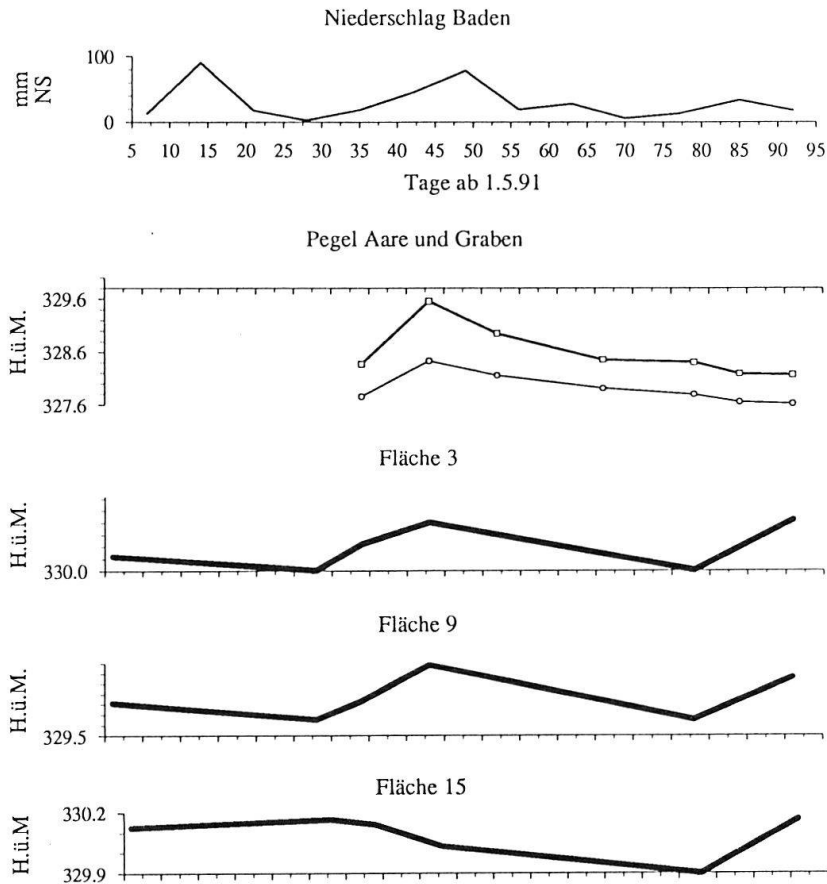 Niederschlag Baden
mm
NS
100
0
5 10 15 20 25 30 35 40 45 50 55 60 65 70 75 80 85 90 95
Tage ab 1.5.91
Pegel Aare und Graben
H.ü.M.
329.6
328.6
327.6
Fläche 3
H.ü.M.
330.0
Fläche 9
H.ü.M.
329.5
Fläche 15
H.ü.M
330.2
329.9